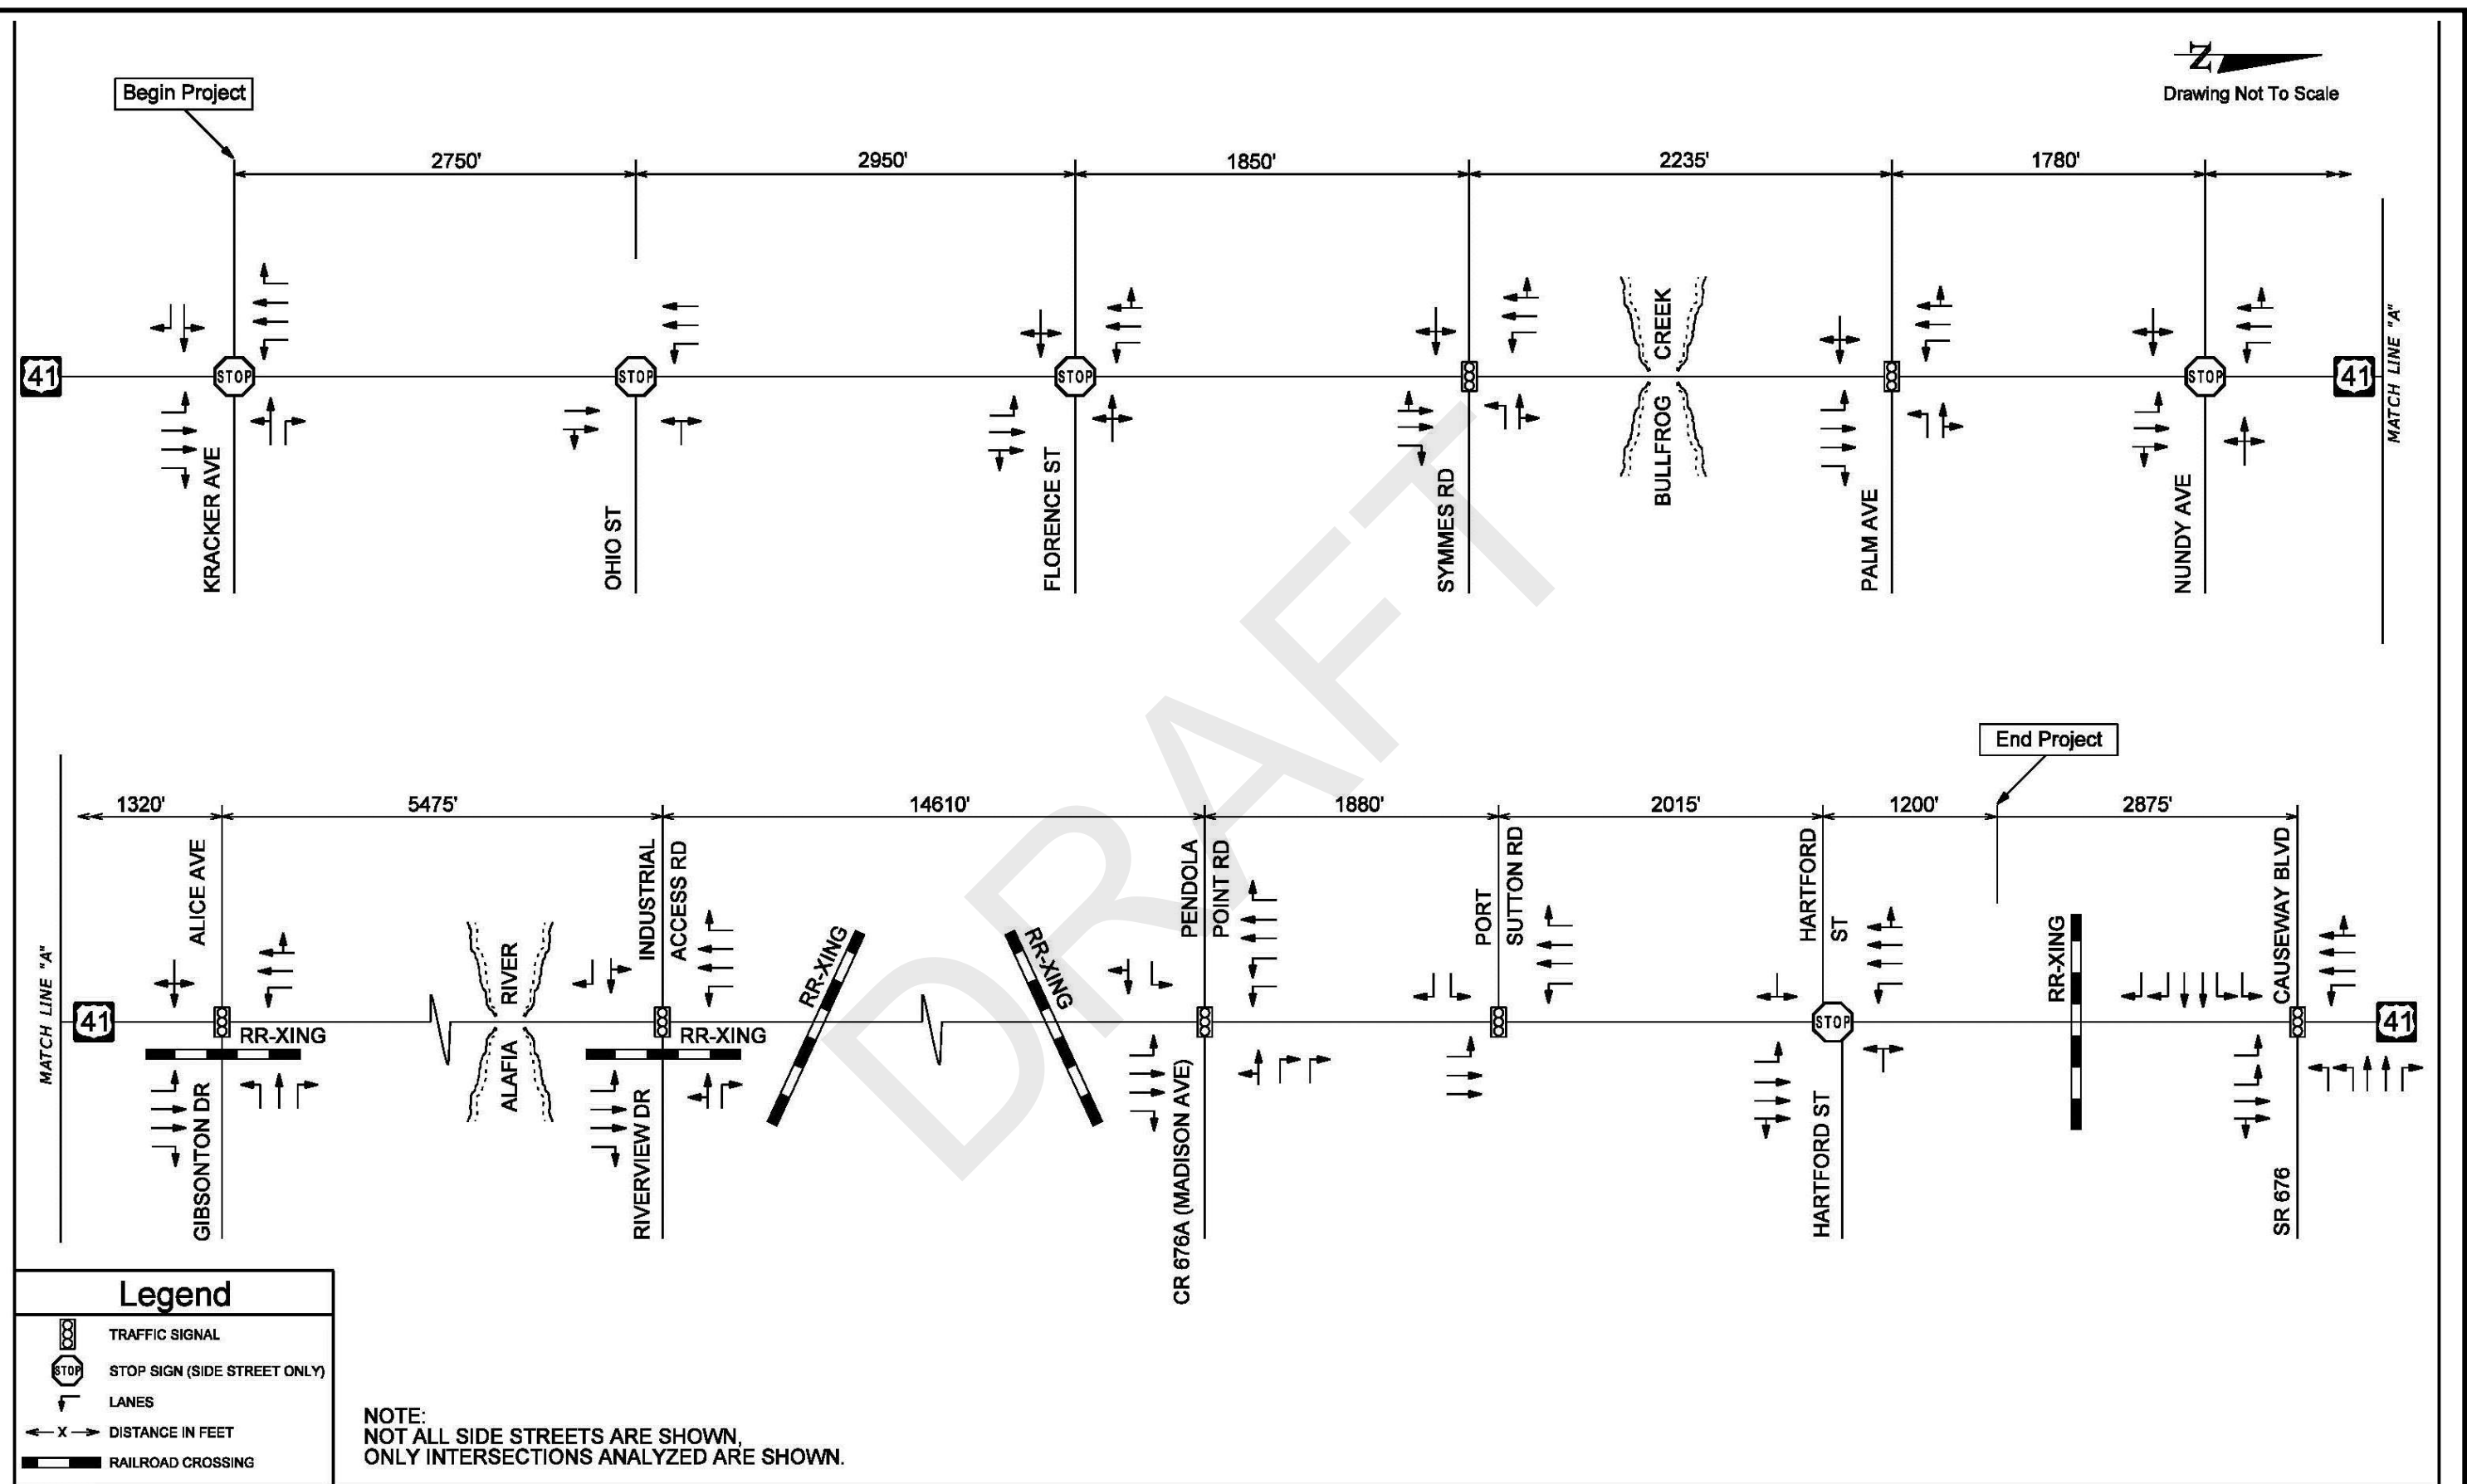 N
Drawing Not To Scale
Begin Project
2750'
2950'
1850'
2235'
1780'
41
STOP
STOP
STOP
STOP
41
KRACKER AVE
OHIO ST
FLORENCE ST
SYMMES RD
BULLFROG CREEK
PALM AVE
NUNDY AVE
MATCH LINE "A"
DRAFT
End Project
1320'
5475'
14610'
1880'
2015'
1200'
2875'
MATCH LINE "A"
41
ALICE AVE
GIBSONTON DR
RR-XING
ALAFIA RIVER
INDUSTRIAL
ACCESS RD
RIVERVIEW DR
RR-XING
RR-XING
RR-XING
PENDOLA
POINT RD
CR 676A (MADISON AVE)
PORT
SUTTON RD
HARTFORD
ST
STOP
HARTFORD ST
RR-XING
CAUSEWAY BLVD
SR 676
41
Legend
TRAFFIC SIGNAL
STOP STOP SIGN (SIDE STREET ONLY)
LANES
X DISTANCE IN FEET
RAILROAD CROSSING
NOTE:
NOT ALL SIDE STREETS ARE SHOWN,
ONLY INTERSECTIONS ANALYZED ARE SHOWN.